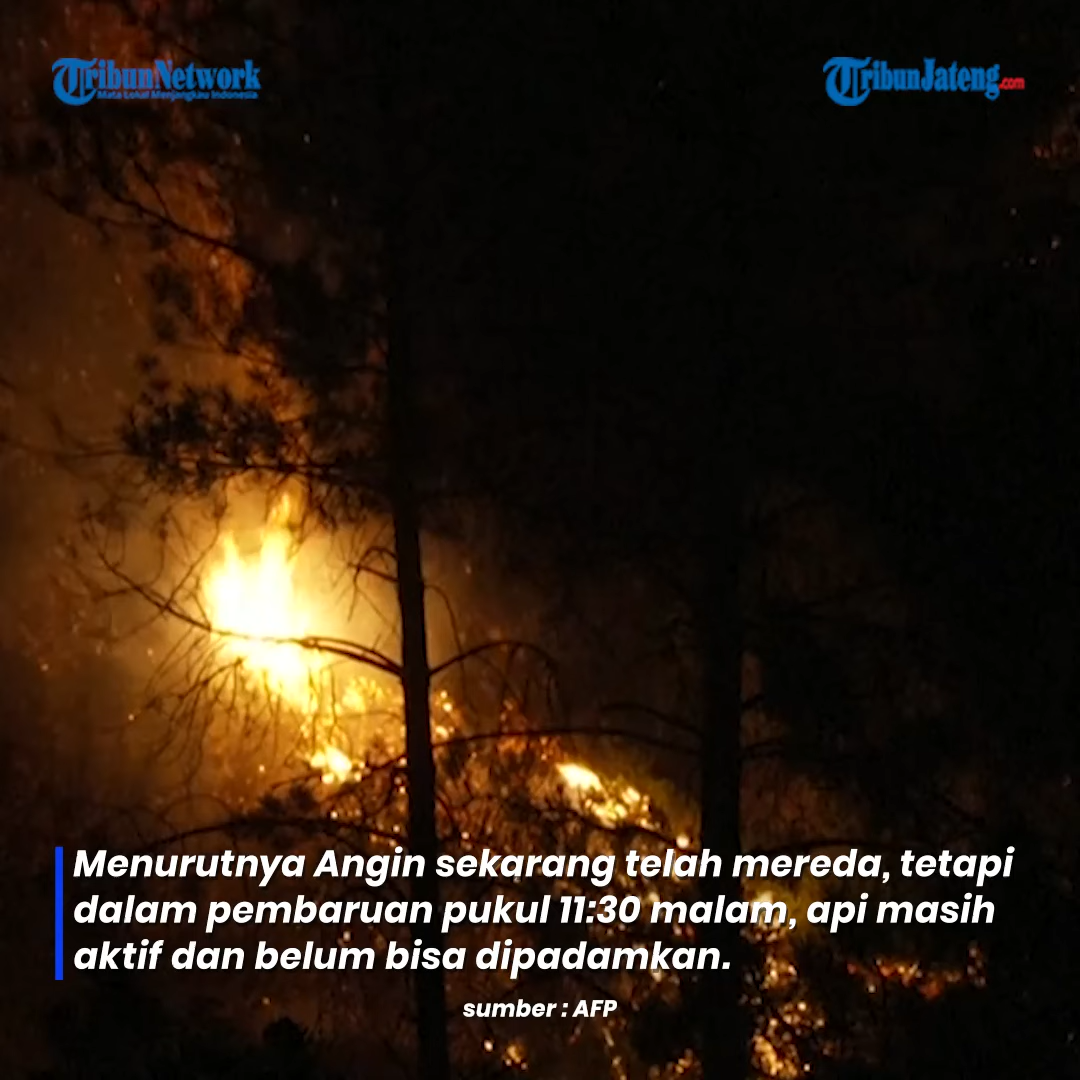 TribunNetwork
Mata Lokal Menjangkau Indonesia
TribunJateng.com
Menurutnya Angin sekarang telah mereda, tetapi
dalam pembaruan pukul 11:30 malam, api masih
aktif dan belum bisa dipadamkan.
sumber : AFP